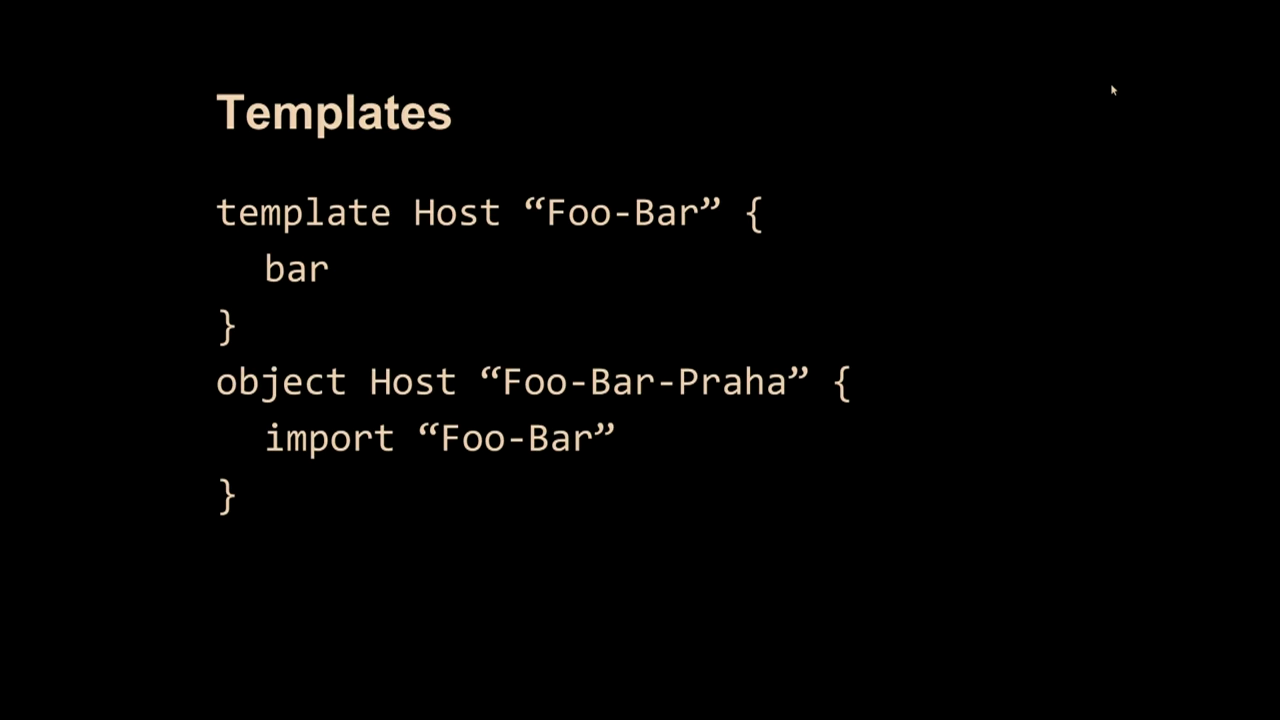 Templates
template Host “Foo-Bar” {
bar
}
object Host “Foo-Bar-Praha” {
import “Foo-Bar”
}